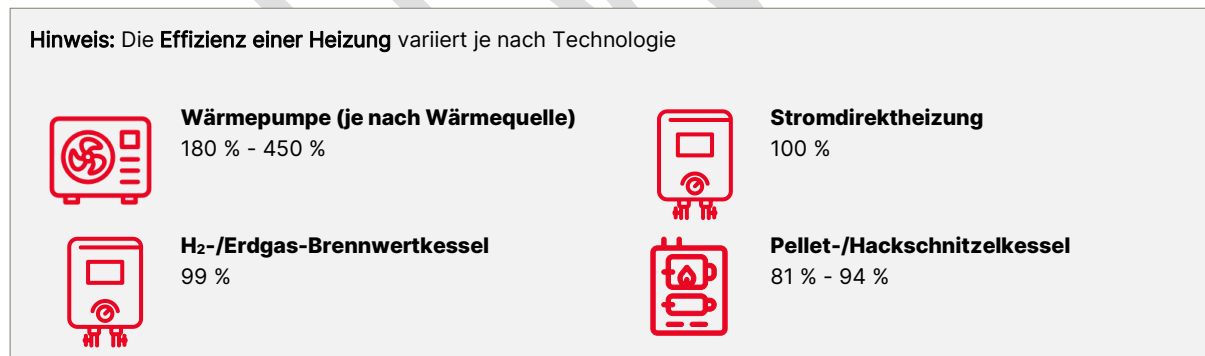 Hinweis: Die Effizienz einer Heizung variiert je nach Technologie
Wärmepumpe (je nach Wärmequelle)
180 % - 450 %
Stromdirektheizung
100 %
H₂-/Erdgas-Brennwertkessel
99 %
Pellet-/Hackschnitzelkessel
81 % - 94 %